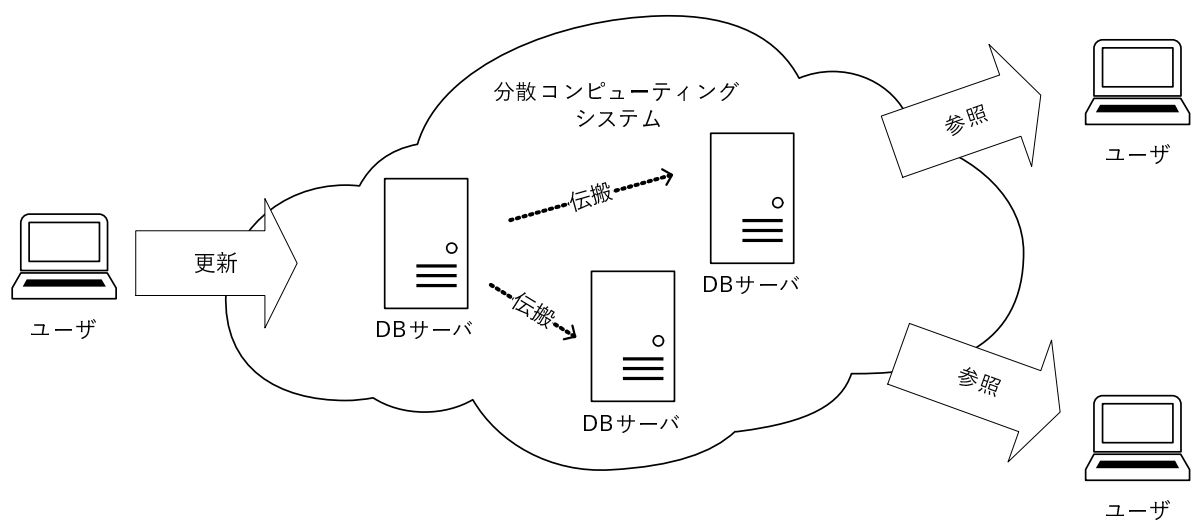 分散コンピューティング
システム
参照
ユーザ
伝搬
DBサーバ
更新
ユーザ
DBサーバ
伝搬
DBサーバ
参照
ユーザ